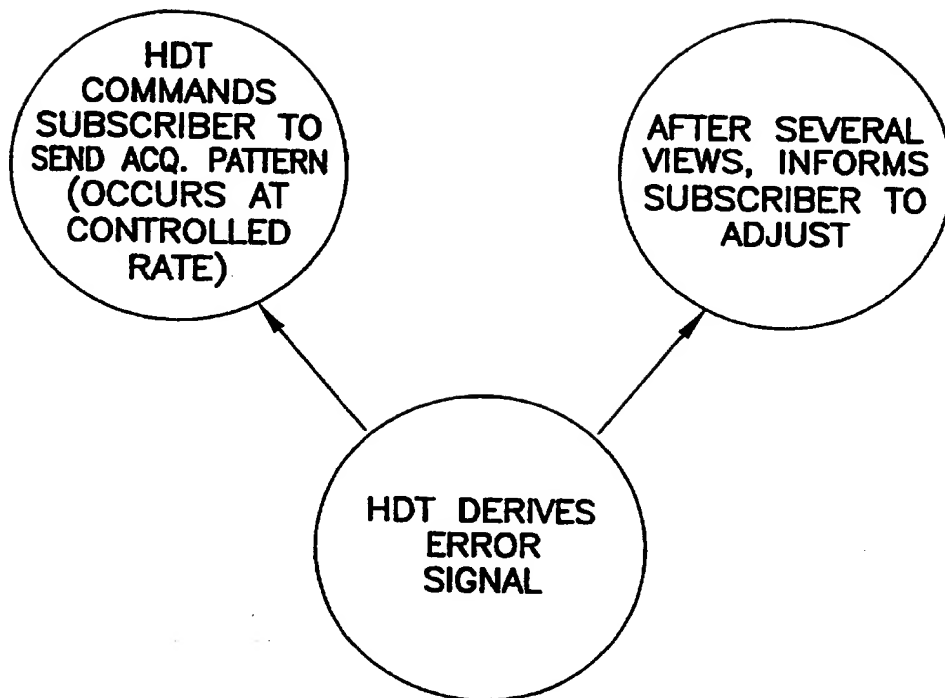 HDT
COMMANDS
SUBSCRIBER TO
SEND ACQ. PATTERN
(OCCURS AT
CONTROLLED
RATE)
AFTER SEVERAL
VIEWS, INFORMS
SUBSCRIBER TO
ADJUST
HDT DERIVES
ERROR
SIGNAL